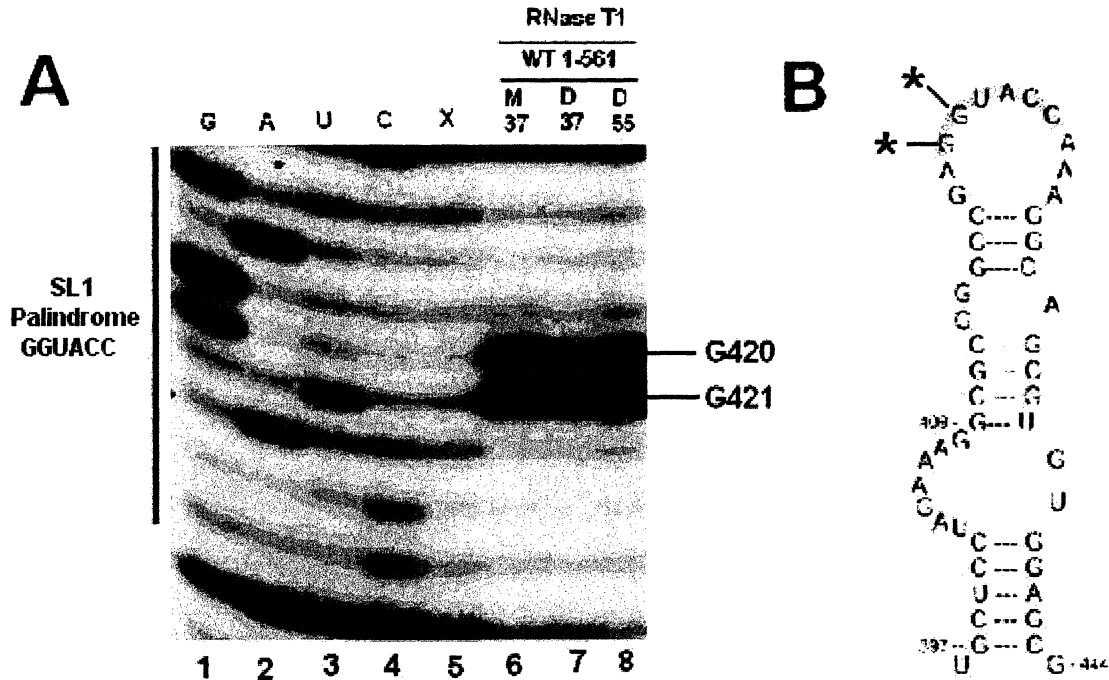 A
RNase T1
WT 1-561
M D D
G A U C X 37 37 55
SL1
Palindrome
GGUACC
G420
G421
1 2 3 4 5 6 7 8
B
*
*
G G U A C C
A A
G A
A
C---- G
C---- G
G---- C
G
A
C G
G C
C --- G
409- G--- U
G
A
A G
A
G U
A
U
C --- G
C --- G
U --- A
C --- G
397- G --- C
U G -444